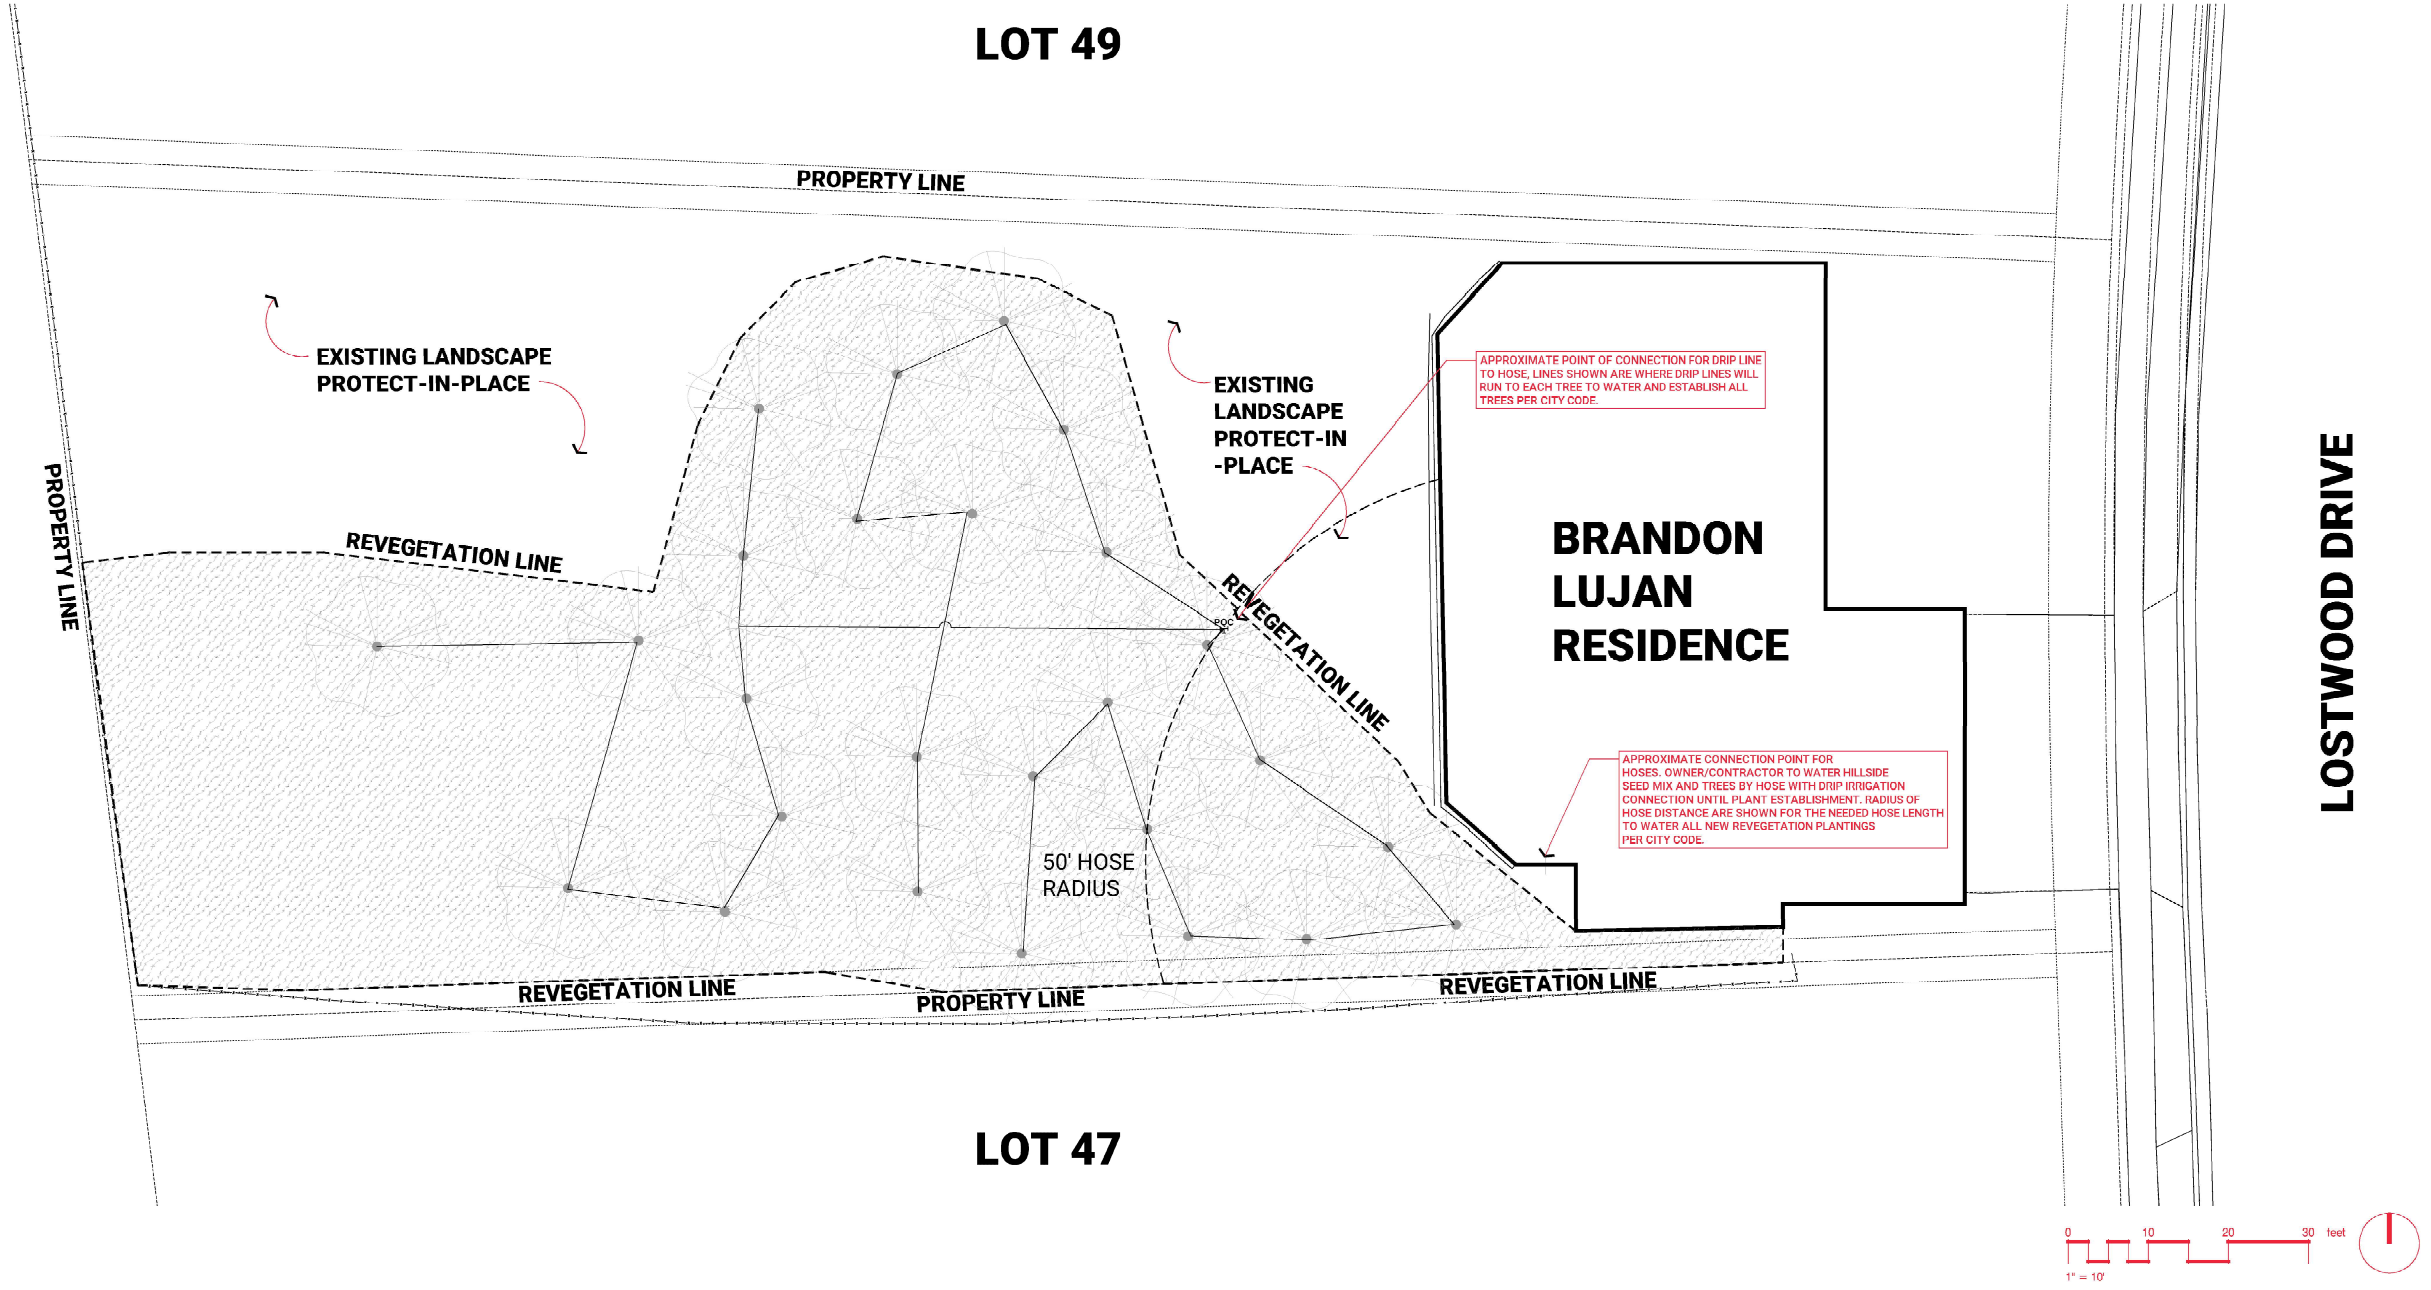 LOT 49
PROPERTY LINE
EXISTING LANDSCAPE
PROTECT-IN-PLACE
EXISTING
LANDSCAPE
PROTECT-IN
-PLACE
APPROXIMATE POINT OF CONNECTION FOR DRIP LINE
TO HOSE, LINES SHOWN ARE WHERE DRIP LINES WILL
RUN TO EACH TREE TO WATER AND ESTABLISH ALL
TREES PER CITY CODE.
PROPERTY LINE
REVEGETATION LINE
BRANDON
LUJAN
RESIDENCE
LOSTWOOD DRIVE
POC
REVEGETATION LINE
APPROXIMATE CONNECTION POINT FOR
HOSES. OWNER/CONTRACTOR TO WATER HILLSIDE
SEED MIX AND TREES BY HOSE WITH DRIP IRRIGATION
CONNECTION UNTIL PLANT ESTABLISHMENT. RADIUS OF
HOSE DISTANCE ARE SHOWN FOR THE NEEDED HOSE LENGTH
TO WATER ALL NEW REVEGETATION PLANTINGS
PER CITY CODE.
50' HOSE
RADIUS
REVEGETATION LINE
PROPERTY LINE
REVEGETATION LINE
LOT 47
0 10 20 30 feet
1" = 10'